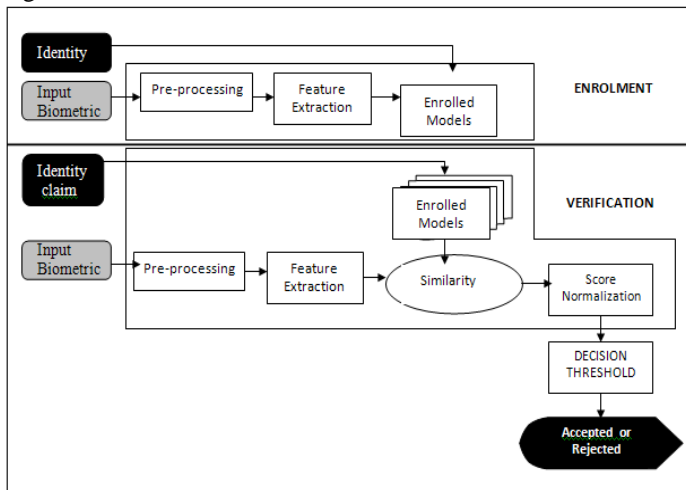 Identity
Input
Biometric
Pre-processing
Feature
Extraction
Enrolled
Models
ENROLMENT
Identity
claim
Enrolled
Models
VERIFICATION
Input
Biometric
Pre-processing
Feature
Extraction
Similarity
Score
Normalization
DECISION
THRESHOLD
Accepted or
Rejected